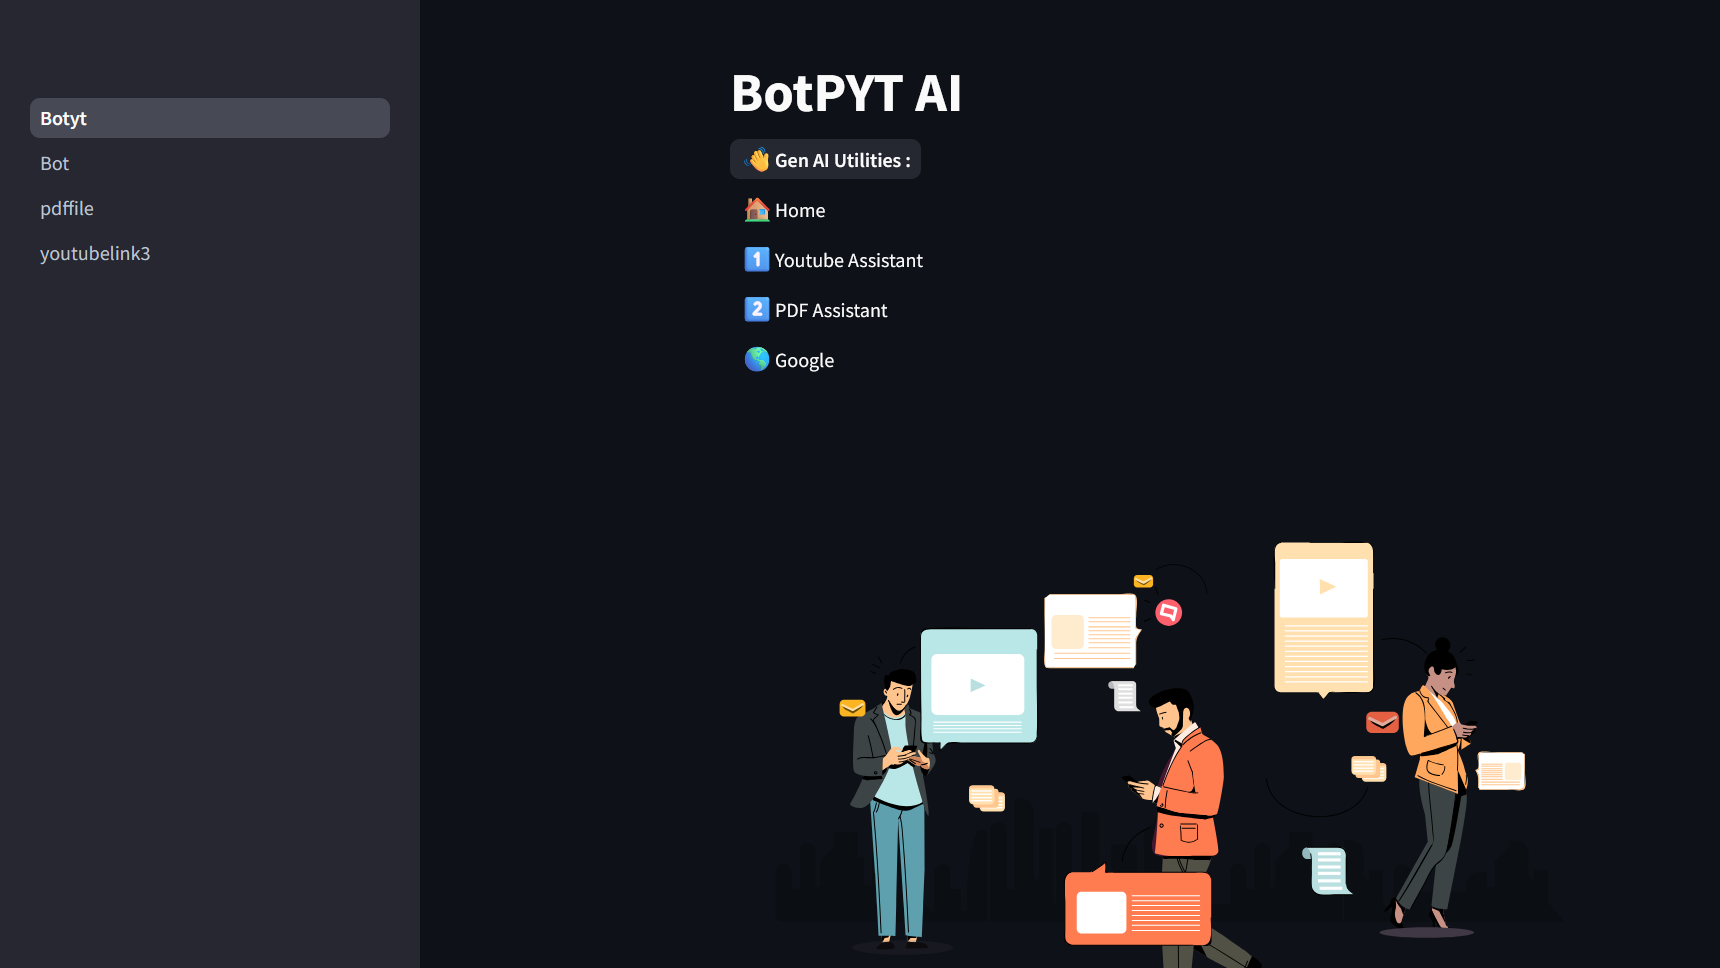 Botyt
Bot
pdffile
youtubelink3
BotPYT AI
👋 Gen AI Utilities :
🏠 Home
1️⃣ Youtube Assistant
2️⃣ PDF Assistant
🌎 Google